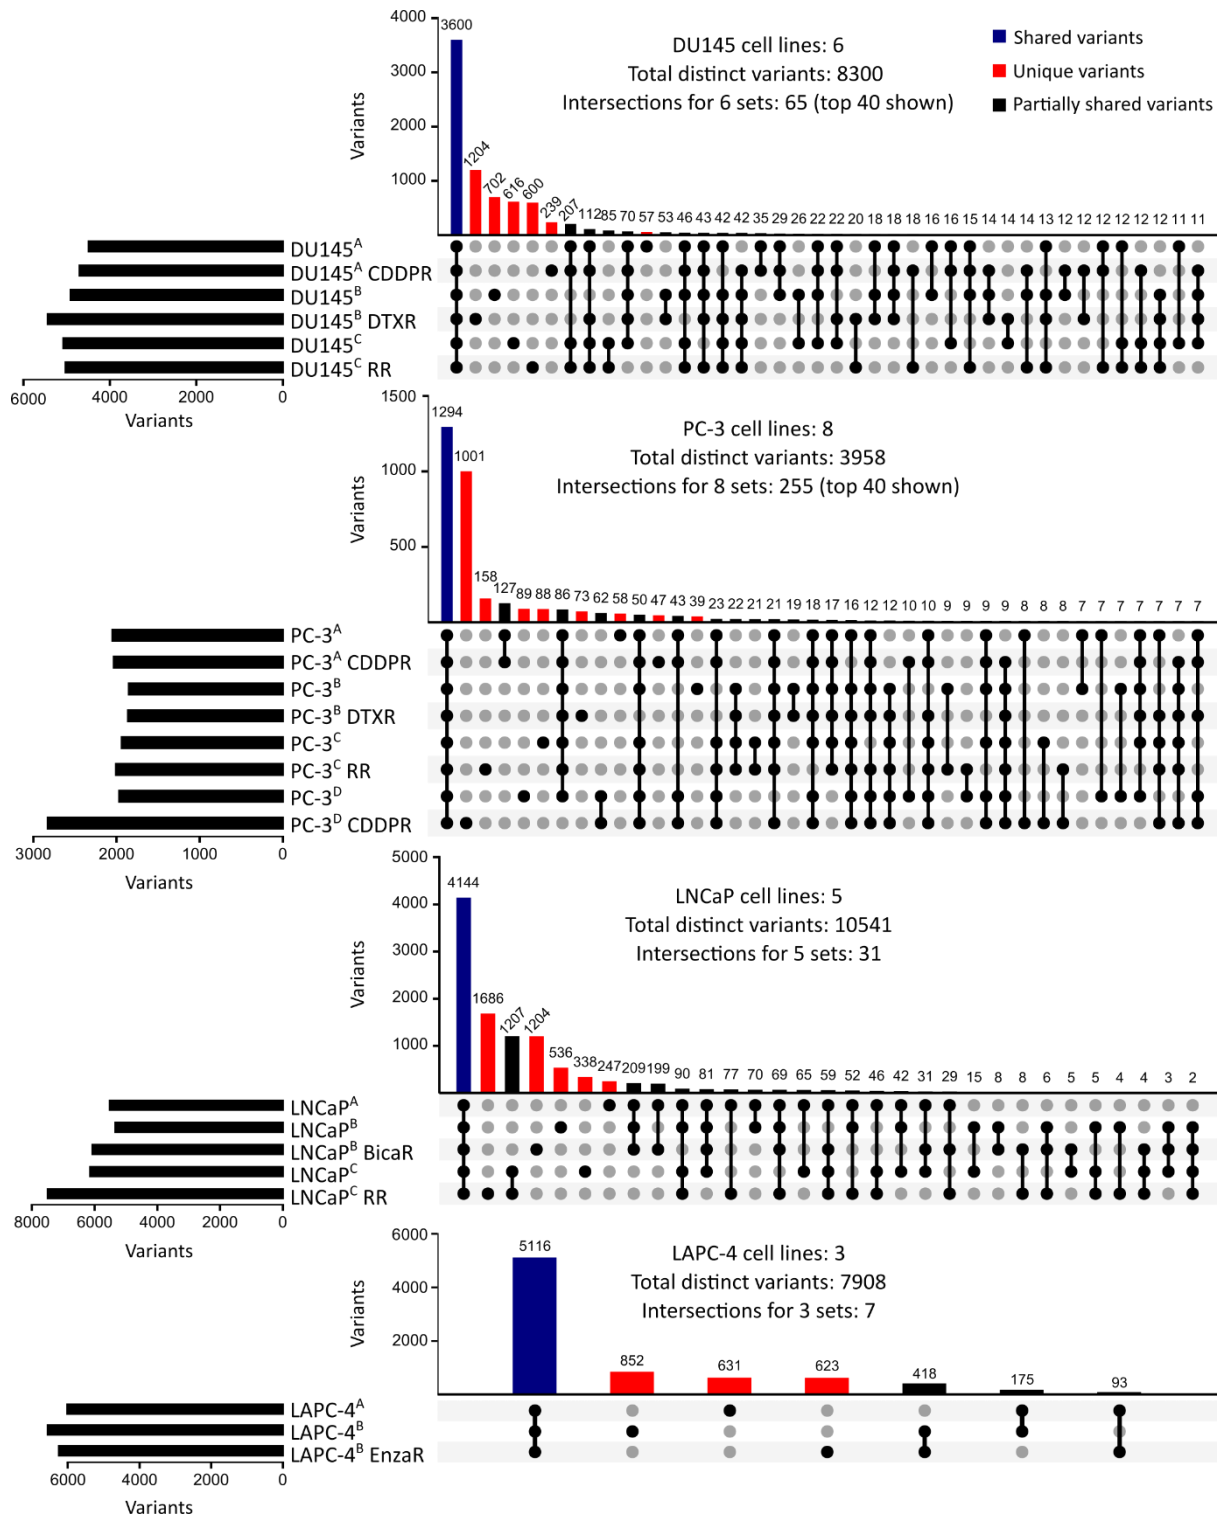 4000
3000
2000
1000
Variants
DU145 cell lines: 6
Total distinct variants: 8300
Intersections for 6 sets: 65 (top 40 shown)
Shared variants
Unique variants
Partially shared variants
3600 1204 702 616 600 239 207 112 85 70 57 53 46 43 42 42 35 29 26 22 22 20 18 18 18 16 16 15 14 14 14 13 12 12 12 12 12 12 11 11
DU145A
DU145A CDDPR
DU145B
DU145B DTXR
DU145C
DU145C RR
6000 4000 2000 0
Variants
1500
1000
500
Variants
PC-3 cell lines: 8
Total distinct variants: 3958
Intersections for 8 sets: 255 (top 40 shown)
1294 1001 158 127 89 88 86 73 62 58 50 47 43 39 23 22 21 21 19 18 17 16 12 12 10 10 9 9 9 9 8 8 8 7 7 7 7 7 7 7
PC-3A
PC-3A CDDPR
PC-3B
PC-3B DTXR
PC-3C
PC-3C RR
PC-3D
PC-3D CDDPR
3000 2000 1000 0
Variants
5000
4000
3000
2000
1000
Variants
LNCaP cell lines: 5
Total distinct variants: 10541
Intersections for 5 sets: 31
4144 1686 1207 1204 536 338 247 209 199 90 81 77 70 69 65 59 52 46 42 31 29 15 8 8 6 5 5 4 4 3 2
LNCaPA
LNCaPB
LNCaPB BicaR
LNCaPC
LNCaPC RR
8000 6000 4000 2000 0
Variants
6000
4000
2000
Variants
LAPC-4 cell lines: 3
Total distinct variants: 7908
Intersections for 3 sets: 7
5116 852 631 623 418 175 93
LAPC-4A
LAPC-4B
LAPC-4B EnzaR
6000 4000 2000 0
Variants